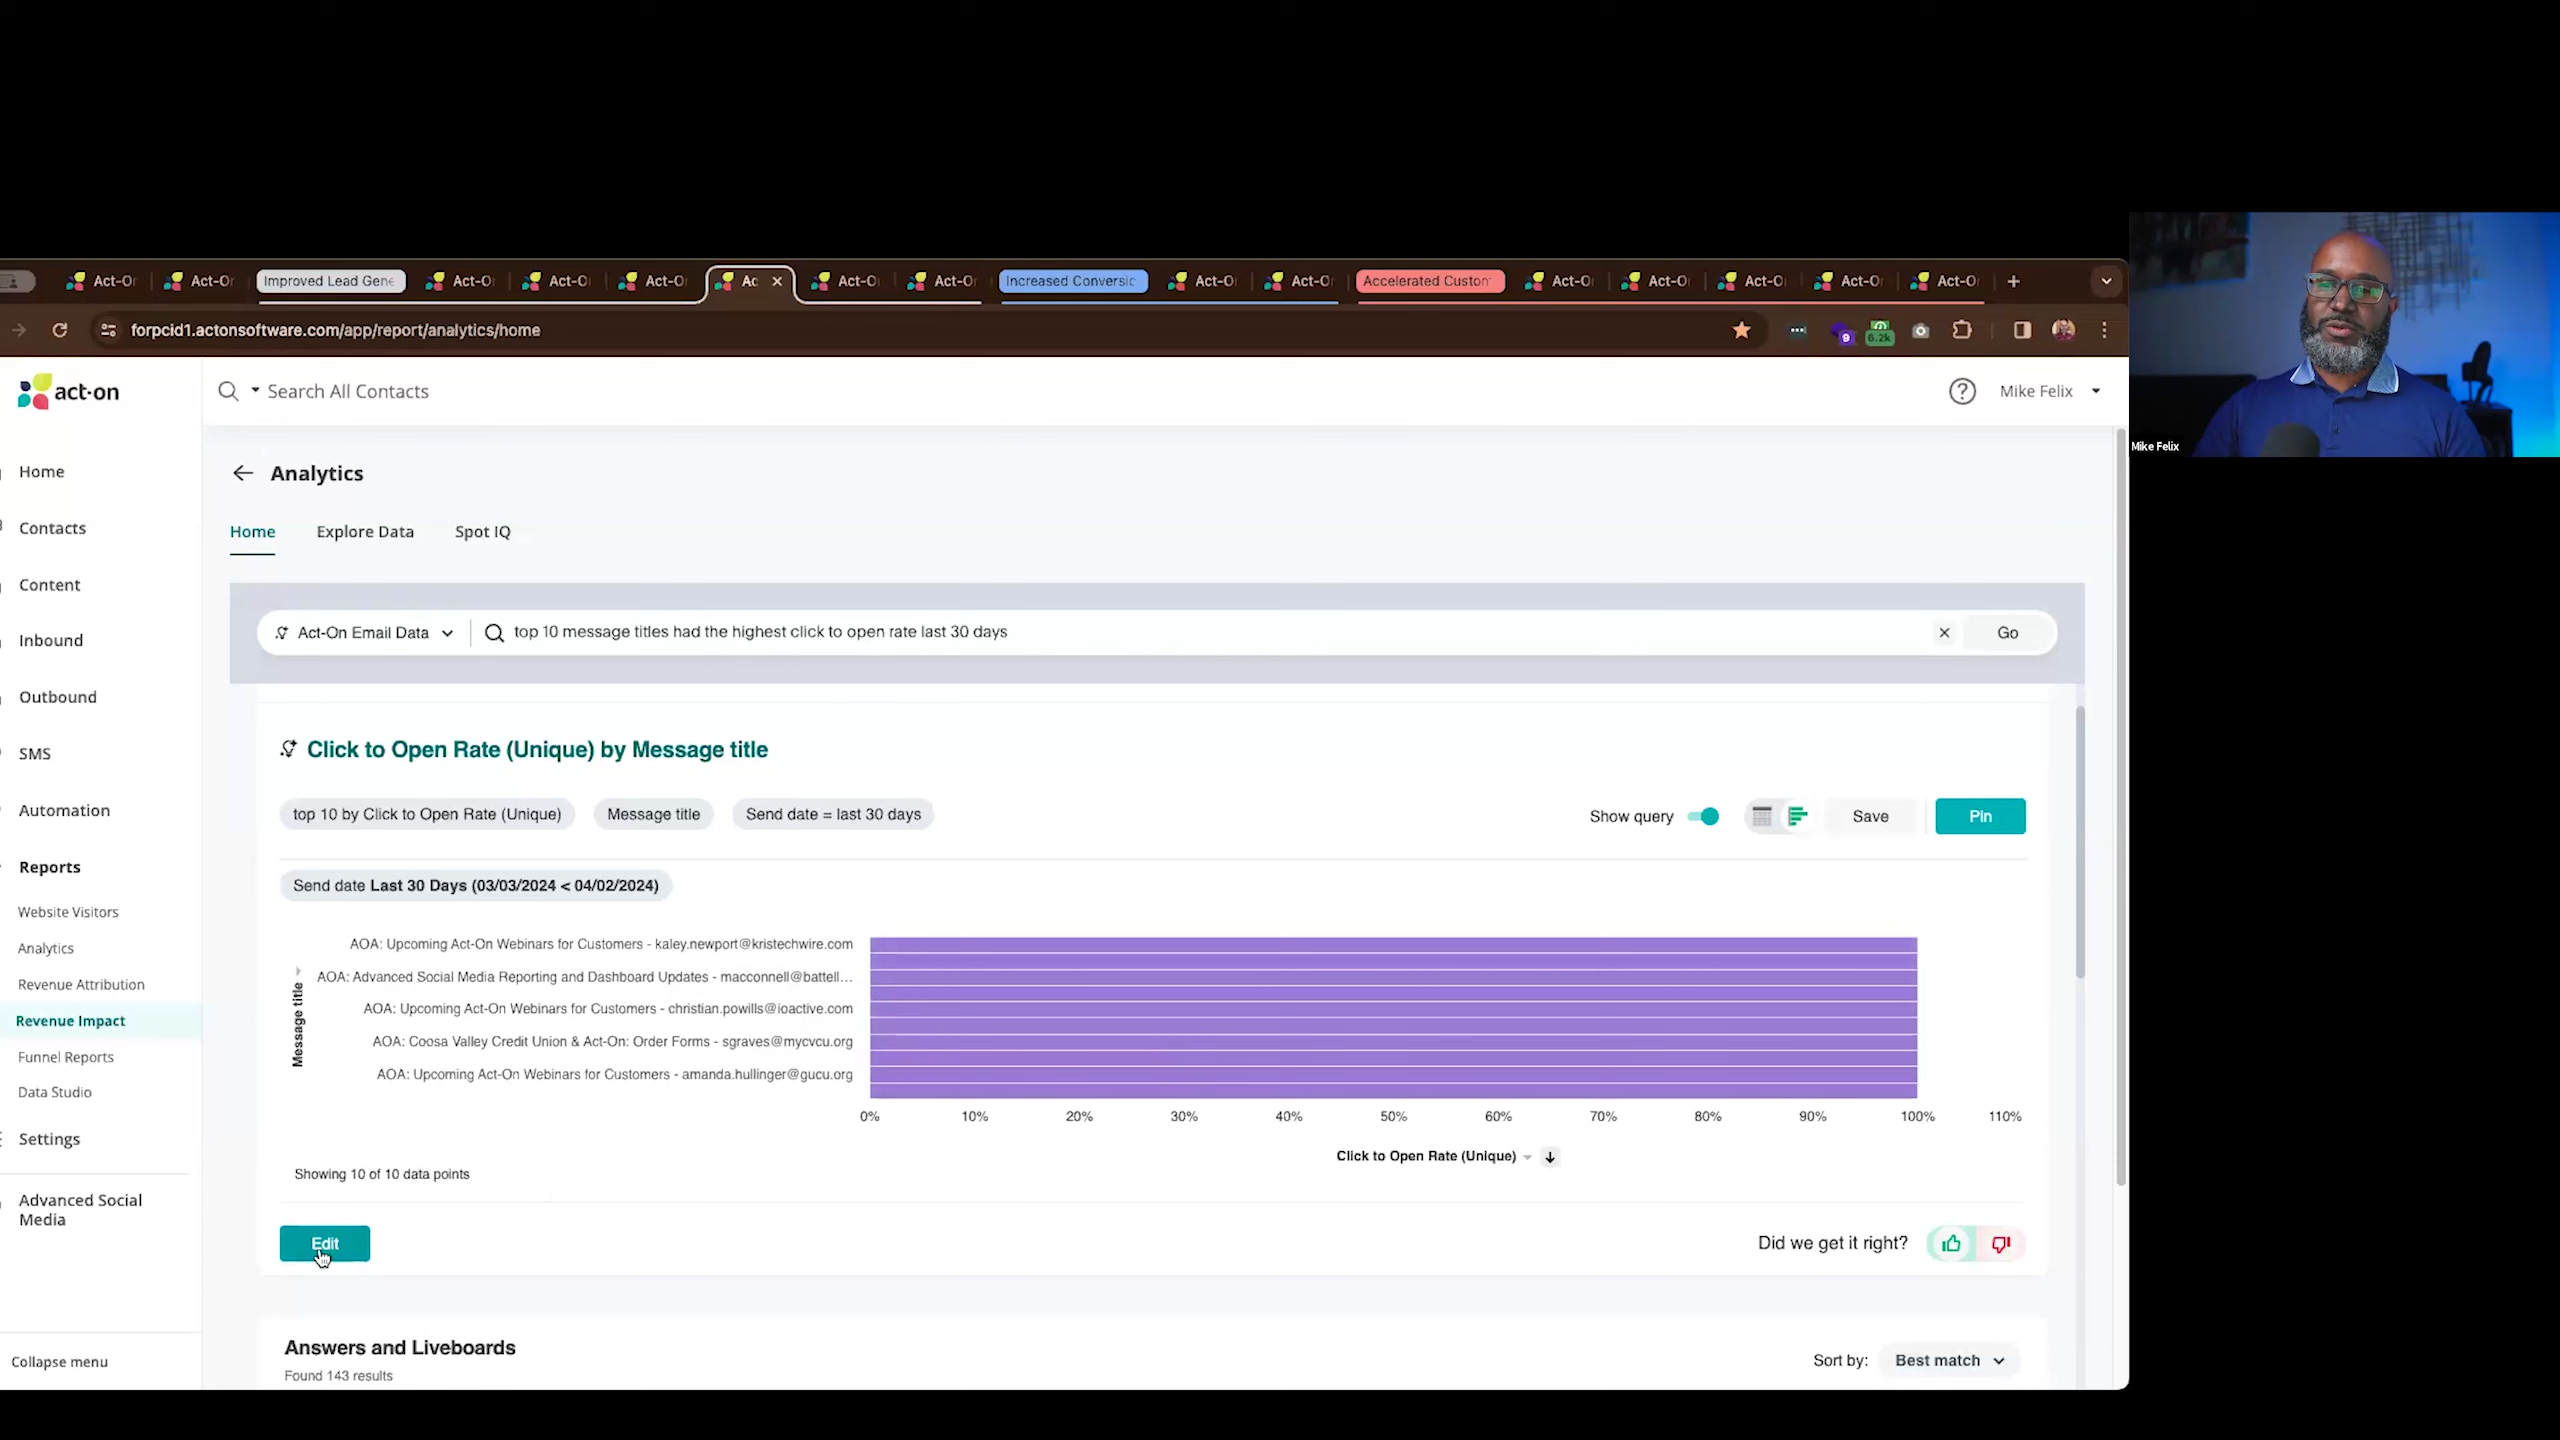 Act-Or
Act-Or
Improved Lead Gene
Act-O
Act-O
Act-O
Ac
Act-O
Act-O
Increased Conversic
Act-O
Act-O
Accelerated Custom
Act-O
Act-O
Act-O
Act-O
Act-O
forpcid1.actonsoftware.com/app/report/analytics/home
9
6.2k
act-on
Search All Contacts
Mike Felix
Mike Felix
Home
Contacts
Content
Inbound
Outbound
SMS
Automation
Reports
Website Visitors
Analytics
Revenue Attribution
Revenue Impact
Funnel Reports
Data Studio
Settings
Advanced Social
Media
Collapse menu
Analytics
Home Explore Data Spot IQ
Act-On Email Data top 10 message titles had the highest click to open rate last 30 days Go
Click to Open Rate (Unique) by Message title
top 10 by Click to Open Rate (Unique) Message title Send date = last 30 days Show query Save Pin
Send date Last 30 Days (03/03/2024 < 04/02/2024)
Message title
AOA: Upcoming Act-On Webinars for Customers - kaley.newport@kristechwire.com
AOA: Advanced Social Media Reporting and Dashboard Updates - macconnell@battell...
AOA: Upcoming Act-On Webinars for Customers - christian.powills@ioactive.com
AOA: Coosa Valley Credit Union & Act-On: Order Forms - sgraves@mycvcu.org
AOA: Upcoming Act-On Webinars for Customers - amanda.hullinger@gucu.org
0% 10% 20% 30% 40% 50% 60% 70% 80% 90% 100% 110%
Click to Open Rate (Unique)
Showing 10 of 10 data points
Edit Did we get it right?
Answers and Liveboards
Found 143 results
Sort by: Best match